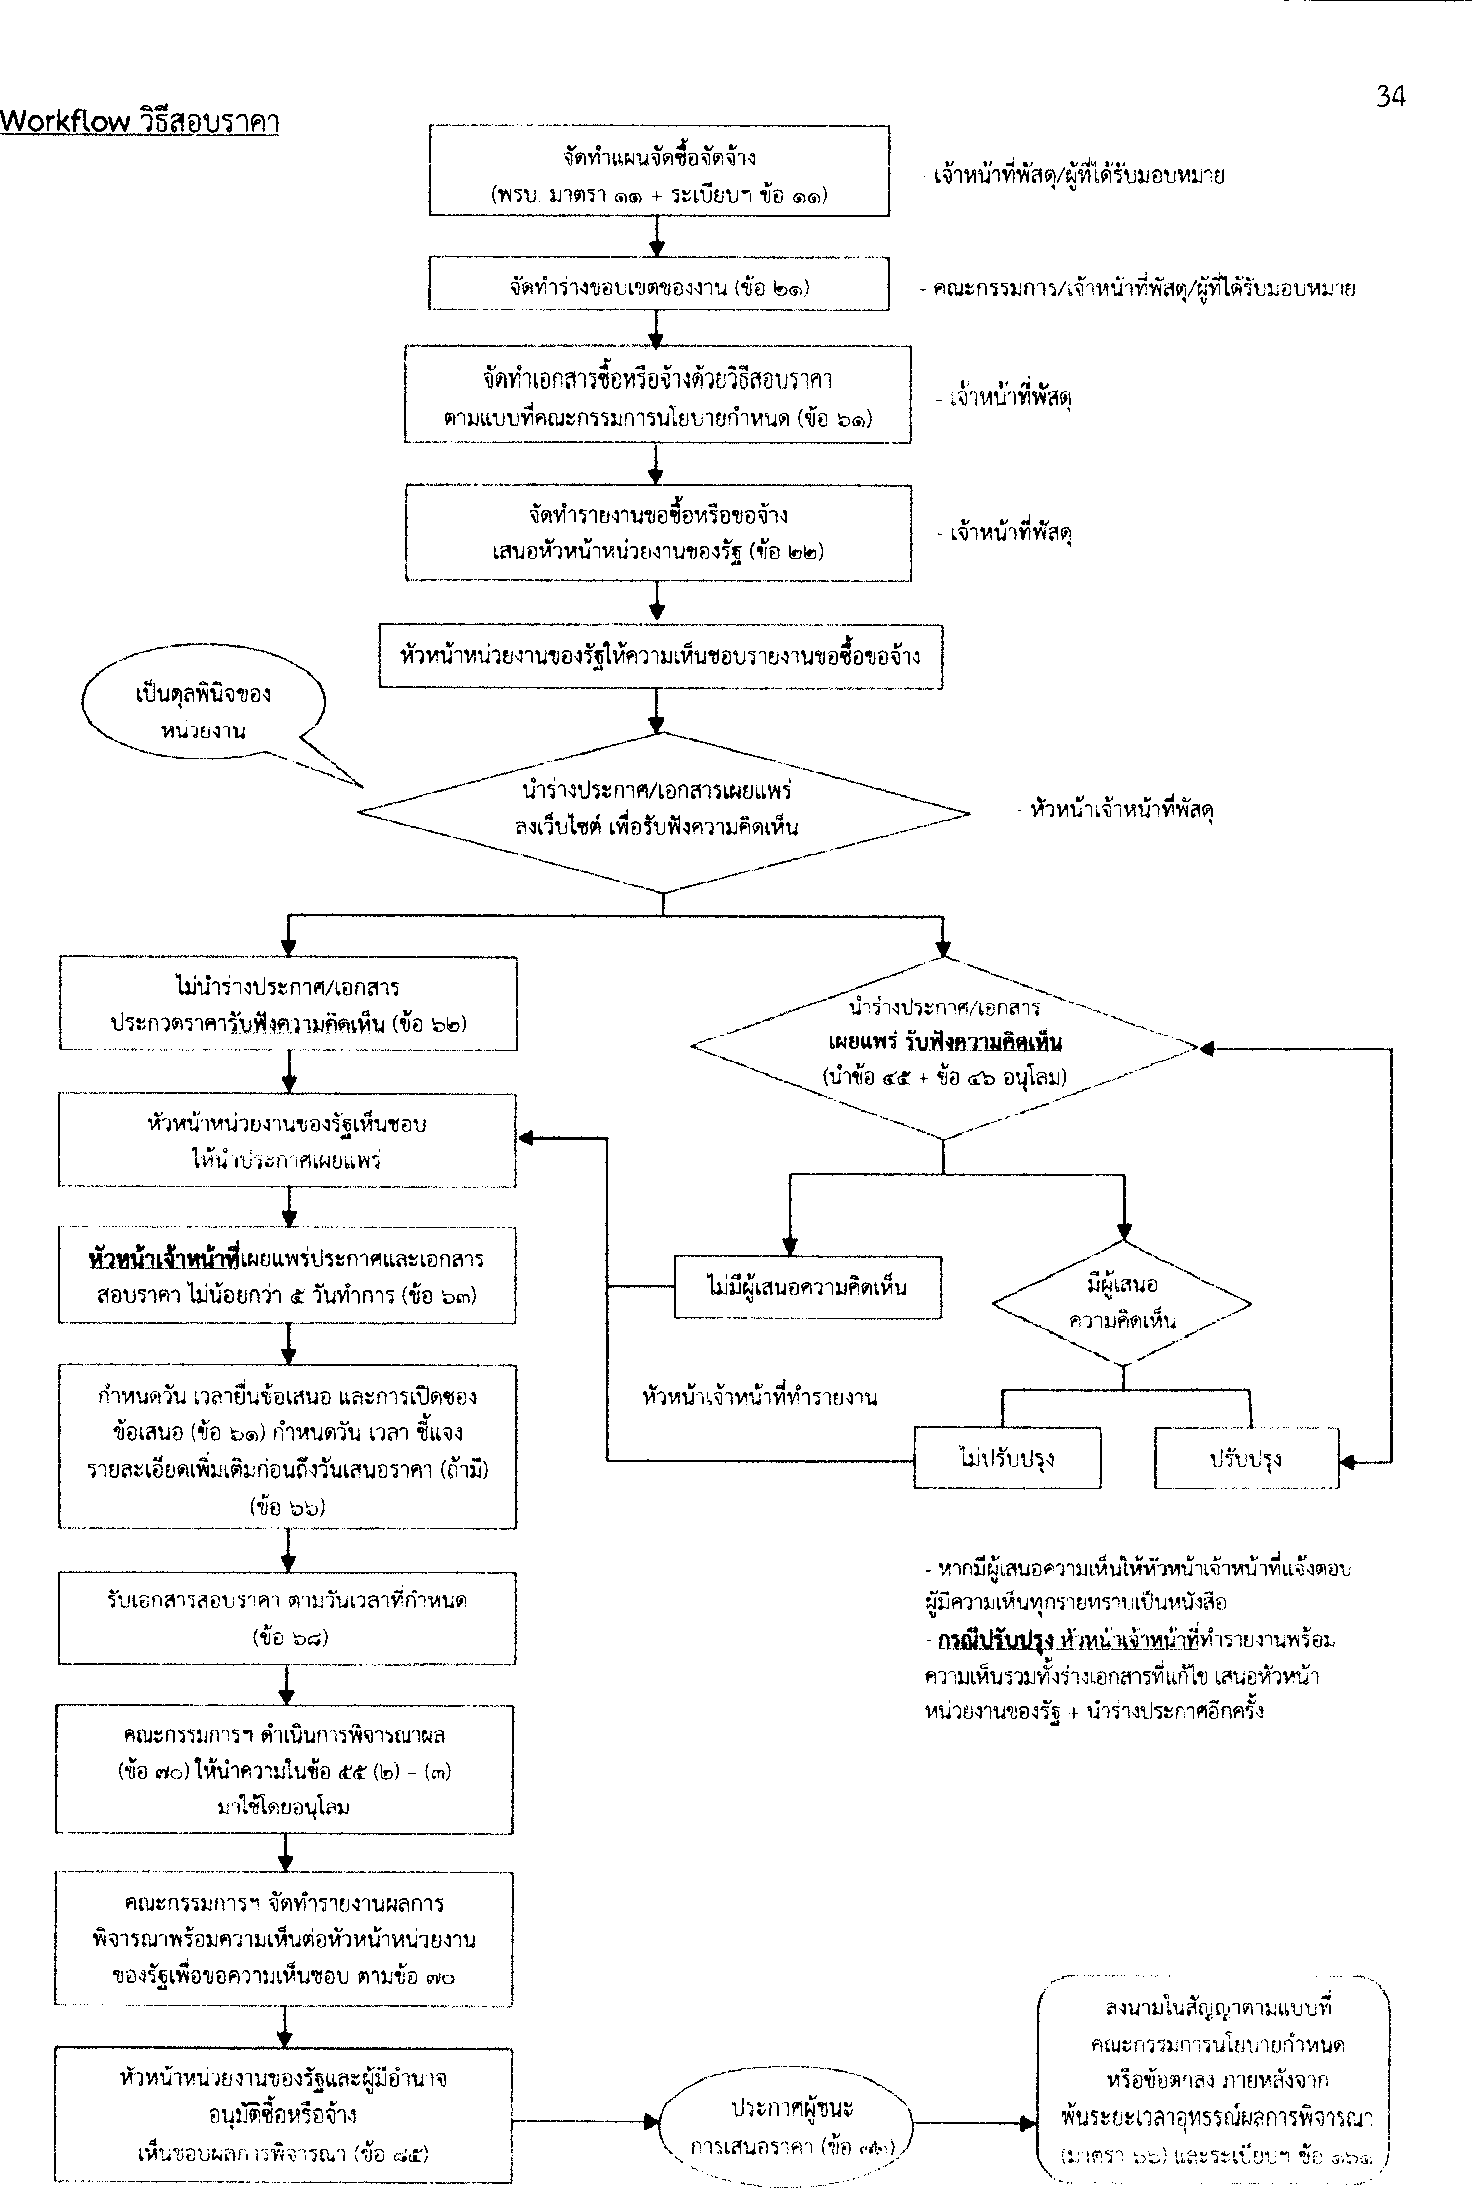 34
Workflow วิธีสอบราคา
จัดทำแผนจัดซื้อจัดจ้าง
(พรบ. มาตรา ๑๑ + ระเบียบฯ ข้อ ๑๑)
- เจ้าหน้าที่พัสดุ/ผู้ที่ได้รับมอบหมาย
จัดทำร่างขอบเขตของงาน (ข้อ ๒๑)
- คณะกรรมการ/เจ้าหน้าที่พัสดุ/ผู้ที่ได้รับมอบหมาย
จัดทำเอกสารซื้อหรือจ้างด้วยวิธีสอบราคา
ตามแบบที่คณะกรรมการนโยบายกำหนด (ข้อ ๖๑)
- เจ้าหน้าที่พัสดุ
จัดทำรายงานขอซื้อหรือขอจ้าง
เสนอหัวหน้าหน่วยงานของรัฐ (ข้อ ๒๒)
- เจ้าหน้าที่พัสดุ
หัวหน้าหน่วยงานของรัฐให้ความเห็นชอบรายงานขอซื้อขอจ้าง
เป็นดุลพินิจของ
หน่วยงาน
นำร่างประกาศ/เอกสารเผยแพร่
ลงเว็บไซต์ เพื่อรับฟังความคิดเห็น
- หัวหน้าเจ้าหน้าที่พัสดุ
ไม่นำร่างประกาศ/เอกสาร
ประกวดราคารับฟังความคิดเห็น (ข้อ ๖๒)
นำร่างประกาศ/เอกสาร
เผยแพร่ รับฟังความคิดเห็น
(นำข้อ ๔๕ + ข้อ ๔๖ อนุโลม)
หัวหน้าหน่วยงานของรัฐเห็นชอบ
ให้นำประกาศเผยแพร่
หัวหน้าเจ้าหน้าที่เผยแพร่ประกาศและเอกสาร
สอบราคา ไม่น้อยกว่า ๕ วันทำการ (ข้อ ๖๓)
ไม่มีผู้เสนอความคิดเห็น
มีผู้เสนอ
ความคิดเห็น
กำหนดวัน เวลายื่นข้อเสนอ และการเปิดซอง
ข้อเสนอ (ข้อ ๖๑) กำหนดวัน เวลา ชี้แจง
รายละเอียดเพิ่มเติมก่อนถึงวันเสนอราคา (ถ้ามี)
(ข้อ ๖๖)
หัวหน้าเจ้าหน้าที่ทำรายงาน
ไม่ปรับปรุง
ปรับปรุง
รับเอกสารสอบราคา ตามวันเวลาที่กำหนด
(ข้อ ๖๘)
- หากมีผู้เสนอความเห็นให้หัวหน้าเจ้าหน้าที่แจ้งตอบ
ผู้มีความเห็นทุกรายทราบเป็นหนังสือ
- กรณีปรับปรุง หัวหน้าเจ้าหน้าที่ทำรายงานพร้อม
ความเห็นรวมทั้งร่างเอกสารที่แก้ไข เสนอหัวหน้า
หน่วยงานของรัฐ + นำร่างประกาศอีกครั้ง
คณะกรรมการฯ ดำเนินการพิจารณาผล
(ข้อ ๗๐) ให้นำความในข้อ ๕๕ (๒) – (๓)
มาใช้โดยอนุโลม
คณะกรรมการฯ จัดทำรายงานผลการ
พิจารณาพร้อมความเห็นต่อหัวหน้าหน่วยงาน
ของรัฐเพื่อขอความเห็นชอบ ตามข้อ ๗๐
หัวหน้าหน่วยงานของรัฐและผู้มีอำนาจ
อนุมัติซื้อหรือจ้าง
เห็นชอบผลการพิจารณา (ข้อ ๘๕)
ประกาศผู้ชนะ
การเสนอราคา (ข้อ
ลงนามในสัญญาตามแบบที่
คณะกรรมการนโยบายกำหนด
หรือข้อตกลง ภายหลังจาก
พ้นระยะเวลาอุทธรณ์ผลการพิจารณา
(มาตรา ๖๖) และระเบียบฯ ข้อ ๑๖๑